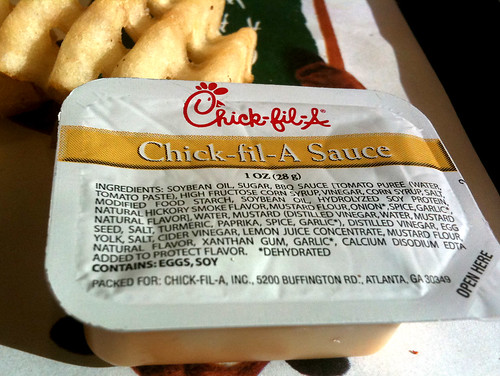 Chick-fil-A®
Chick-fil-A Sauce
1 OZ (28 g)
INGREDIENTS: SOYBEAN OIL, SUGAR, BBQ SAUCE [TOMATO PUREE (WATER,
TOMATO PASTE), HIGH FRUCTOSE CORN SYRUP, VINEGAR, CORN SYRUP, SALT,
MODIFIED FOOD STARCH, SOYBEAN OIL, HYDROLYZED SOY PROTEIN,
NATURAL HICKORY SMOKE FLAVOR, MUSTARD FLOUR, ONION*, SPICE, GARLIC*,
NATURAL FLAVOR], WATER, MUSTARD [DISTILLED VINEGAR, WATER, MUSTARD
SEED, SALT, TURMERIC, PAPRIKA, SPICE, GARLIC*], DISTILLED VINEGAR, EGG
YOLK, SALT, CIDER VINEGAR, LEMON JUICE CONCENTRATE, MUSTARD FLOUR,
NATURAL FLAVOR, XANTHAN GUM, GARLIC*, CALCIUM DISODIUM EDTA
ADDED TO PROTECT FLAVOR. *DEHYDRATED
CONTAINS: EGGS, SOY
PACKED FOR: CHICK-FIL-A, INC., 5200 BUFFINGTON RD., ATLANTA, GA 30349
OPEN HERE